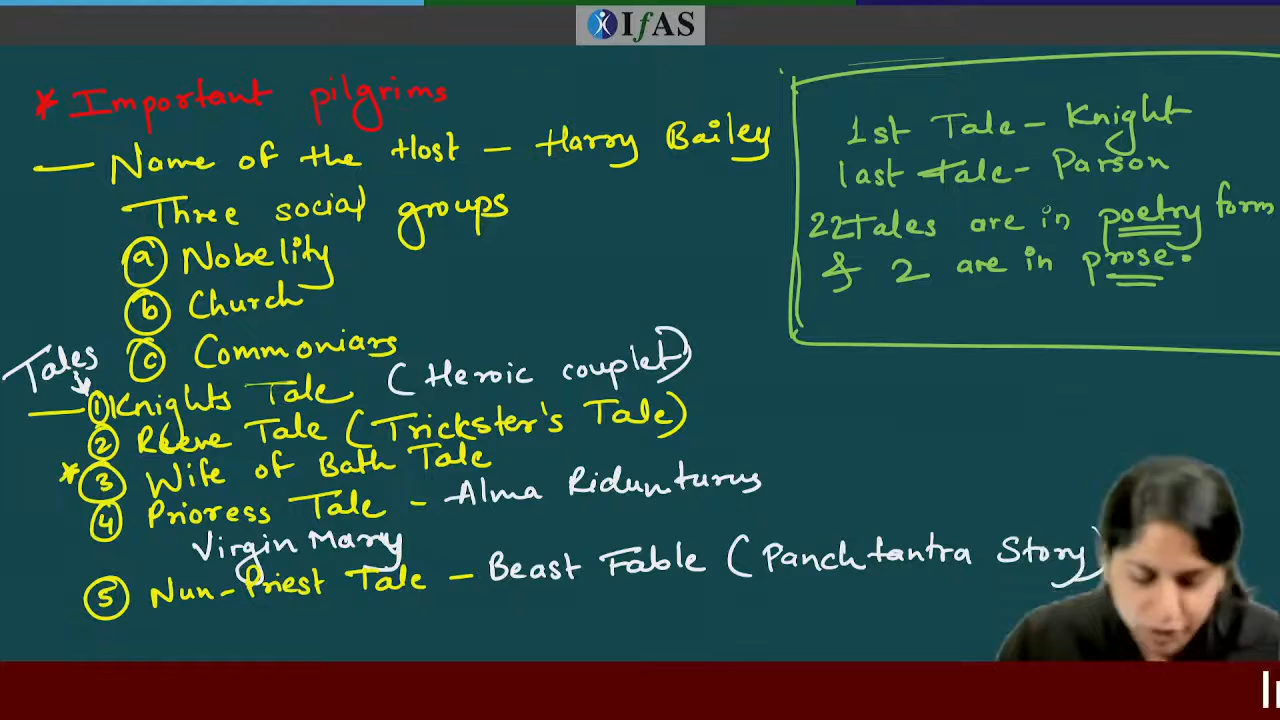 IfAS
* Important pilgrims
— Name of the Host - Harry Bailey
Three social groups
(a) Nobelity
(b) Church
(c) Commonians
Tales
— (1) Knights Tale (Heroic couplet)
(2) Reeve Tale (Trickster's Tale)
* (3) Wife of Bath Tale
(4) Prioress Tale - Alma Ridumturus
Virgin Mary
(5) Nun-Priest Tale - Beast Fable (Panchtantra Story)
1st Tale - Knight
last Tale - Parson
22 Tales are in poetry form
& 2 are in prose.